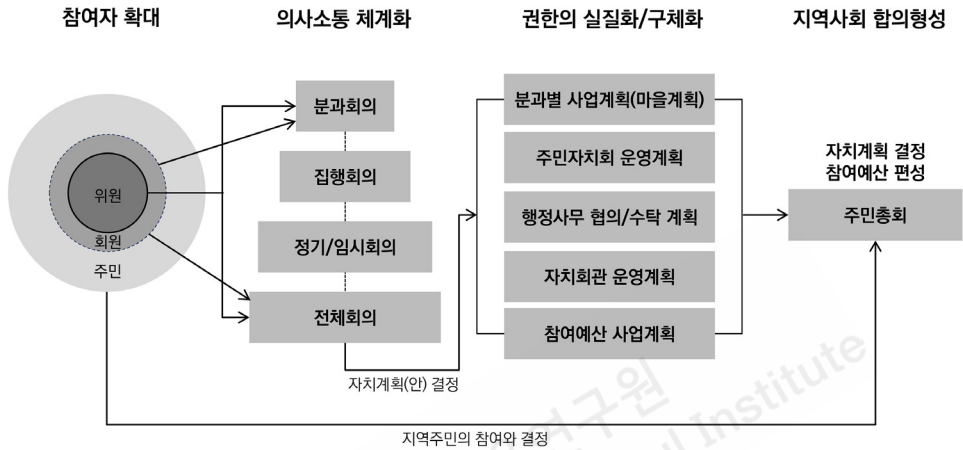 참여자 확대
의사소통 체계화
권한의 실질화/구체화
지역사회 합의형성
위원
회원
주민
분과회의
집행회의
정기/임시회의
전체회의
자치계획(안) 결정
분과별 사업계획(마을계획)
주민자치회 운영계획
행정사무 협의/수탁 계획
자치회관 운영계획
참여예산 사업계획
자치계획 결정
참여예산 편성
주민총회
지역주민의 참여와 결정
연구원
Institute